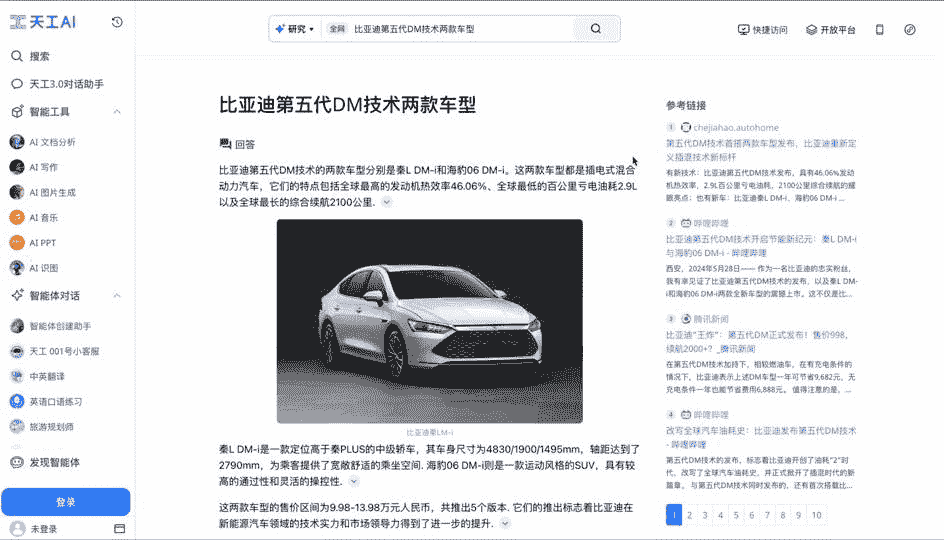 天工AI
研究
全网
比亚迪第五代DM技术两款车型
快捷访问
开放平台
搜索
天工3.0对话助手
智能工具
AI 文档分析
AI 写作
AI 图片生成
AI 音乐
AI PPT
AI 识图
智能体对话
智能体创建助手
天工 001号小客服
中英翻译
英语口语练习
旅游规划师
发现智能体
登录
未登录
比亚迪第五代DM技术两款车型
回答
比亚迪第五代DM技术的两款车型分别是秦L DM-i和海豹06 DM-i。这两款车型都是插电式混合
动力汽车，它们的特点包括全球最高的发动机热效率46.06%、全球最低的百公里亏电油耗2.9L
以及全球最长的综合续航2100公里.
比亚迪秦LM-i
秦L DM-i是一款定位高于秦PLUS的中级轿车，其车身尺寸为4830/1900/1495mm，轴距达到了
2790mm，为乘客提供了宽敞舒适的乘坐空间. 海豹06 DM-i则是一款运动风格的SUV，具有较
高的通过性和灵活的操控性.
这两款车型的售价区间为9.98-13.98万元人民币，共推出5个版本. 它们的推出标志着比亚迪在
新能源汽车领域的技术实力和市场领导力得到了进一步的提升.
参考链接
1 chejiahao.autohome
第五代DM技术首搭两款车型发布，比亚迪重新定
义插混技术新标杆
有新技术：比亚迪第五代DM技术发布，具有46.06%发动
机热效率，2.9L百公里亏电油耗，2100公里综合续航的耀
眼亮点；也有新车：比亚迪秦L DM-i、海豹06 DM-i ...
2 哔哩哔哩
比亚迪第五代DM技术开启节能新纪元：秦L DM-i
与海豹06 DM-i - 哔哩哔哩
西安，2024年5月28日—— 作为一名比亚迪的忠实粉丝，
我有幸见证了比亚迪第五代DM技术的发布，以及秦L DM-
i和海豹06 DM-i两款全新车型的震撼上市。这不仅是比...
3 腾讯新闻
比亚迪"王炸"：第五代DM正式发布！售价998，
续航2000+？_腾讯新闻
在第五代DM技术加持下，相较燃油车，在有充电条件的
情况下，比亚迪表示上述DM车型一年可节省9,682元，无
充电条件一年也能节省费用6,888元。 值得注意的是，...
4 哔哩哔哩
改写全球汽车油耗史：比亚迪发布第五代DM技术
- 哔哩哔哩
第五代DM技术的发布，标志着比亚迪开创了油耗"2"时
代，改写了全球汽车油耗史，并正式掀开了插混时代的新
篇章。 与第五代DM技术同时发布的，还有首次搭载比...
1 2 3 4 5 6 7 8 9 10